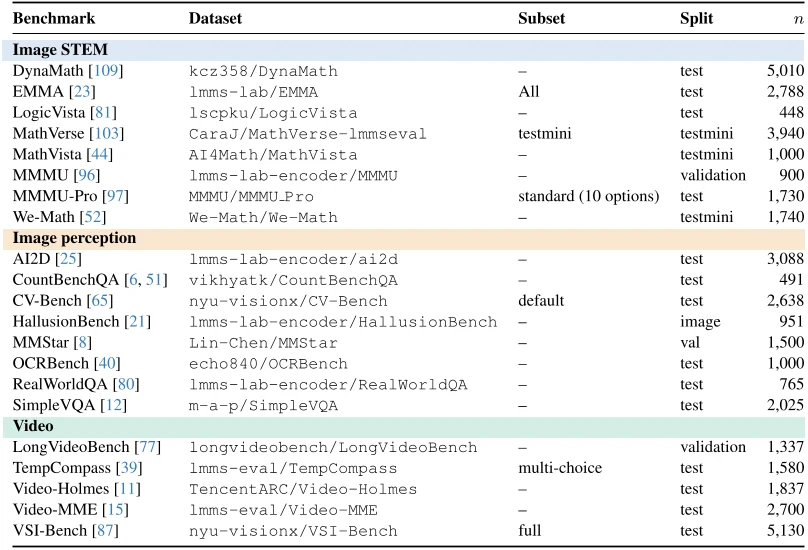 Benchmark Dataset Subset Split n
Image STEM
DynaMath [109] kcz358/DynaMath – test 5,010
EMMA [23] lmms-lab/EMMA All test 2,788
LogicVista [81] lscpku/LogicVista – test 448
MathVerse [103] CaraJ/MathVerse-lmmseval testmini testmini 3,940
MathVista [44] AI4Math/MathVista – testmini 1,000
MMMU [96] lmms-lab-encoder/MMMU – validation 900
MMMU-Pro [97] MMMU/MMMU_Pro standard (10 options) test 1,730
We-Math [52] We-Math/We-Math – testmini 1,740
Image perception
AI2D [25] lmms-lab-encoder/ai2d – test 3,088
CountBenchQA [6, 51] vikhyatk/CountBenchQA – test 491
CV-Bench [65] nyu-visionx/CV-Bench default test 2,638
HallusionBench [21] lmms-lab-encoder/HallusionBench – image 951
MMStar [8] Lin-Chen/MMStar – val 1,500
OCRBench [40] echo840/OCRBench – test 1,000
RealWorldQA [80] lmms-lab-encoder/RealWorldQA – test 765
SimpleVQA [12] m-a-p/SimpleVQA – test 2,025
Video
LongVideoBench [77] longvideobench/LongVideoBench – validation 1,337
TempCompass [39] lmms-eval/TempCompass multi-choice test 1,580
Video-Holmes [11] TencentARC/Video-Holmes – test 1,837
Video-MME [15] lmms-eval/Video-MME – test 2,700
VSI-Bench [87] nyu-visionx/VSI-Bench full test 5,130